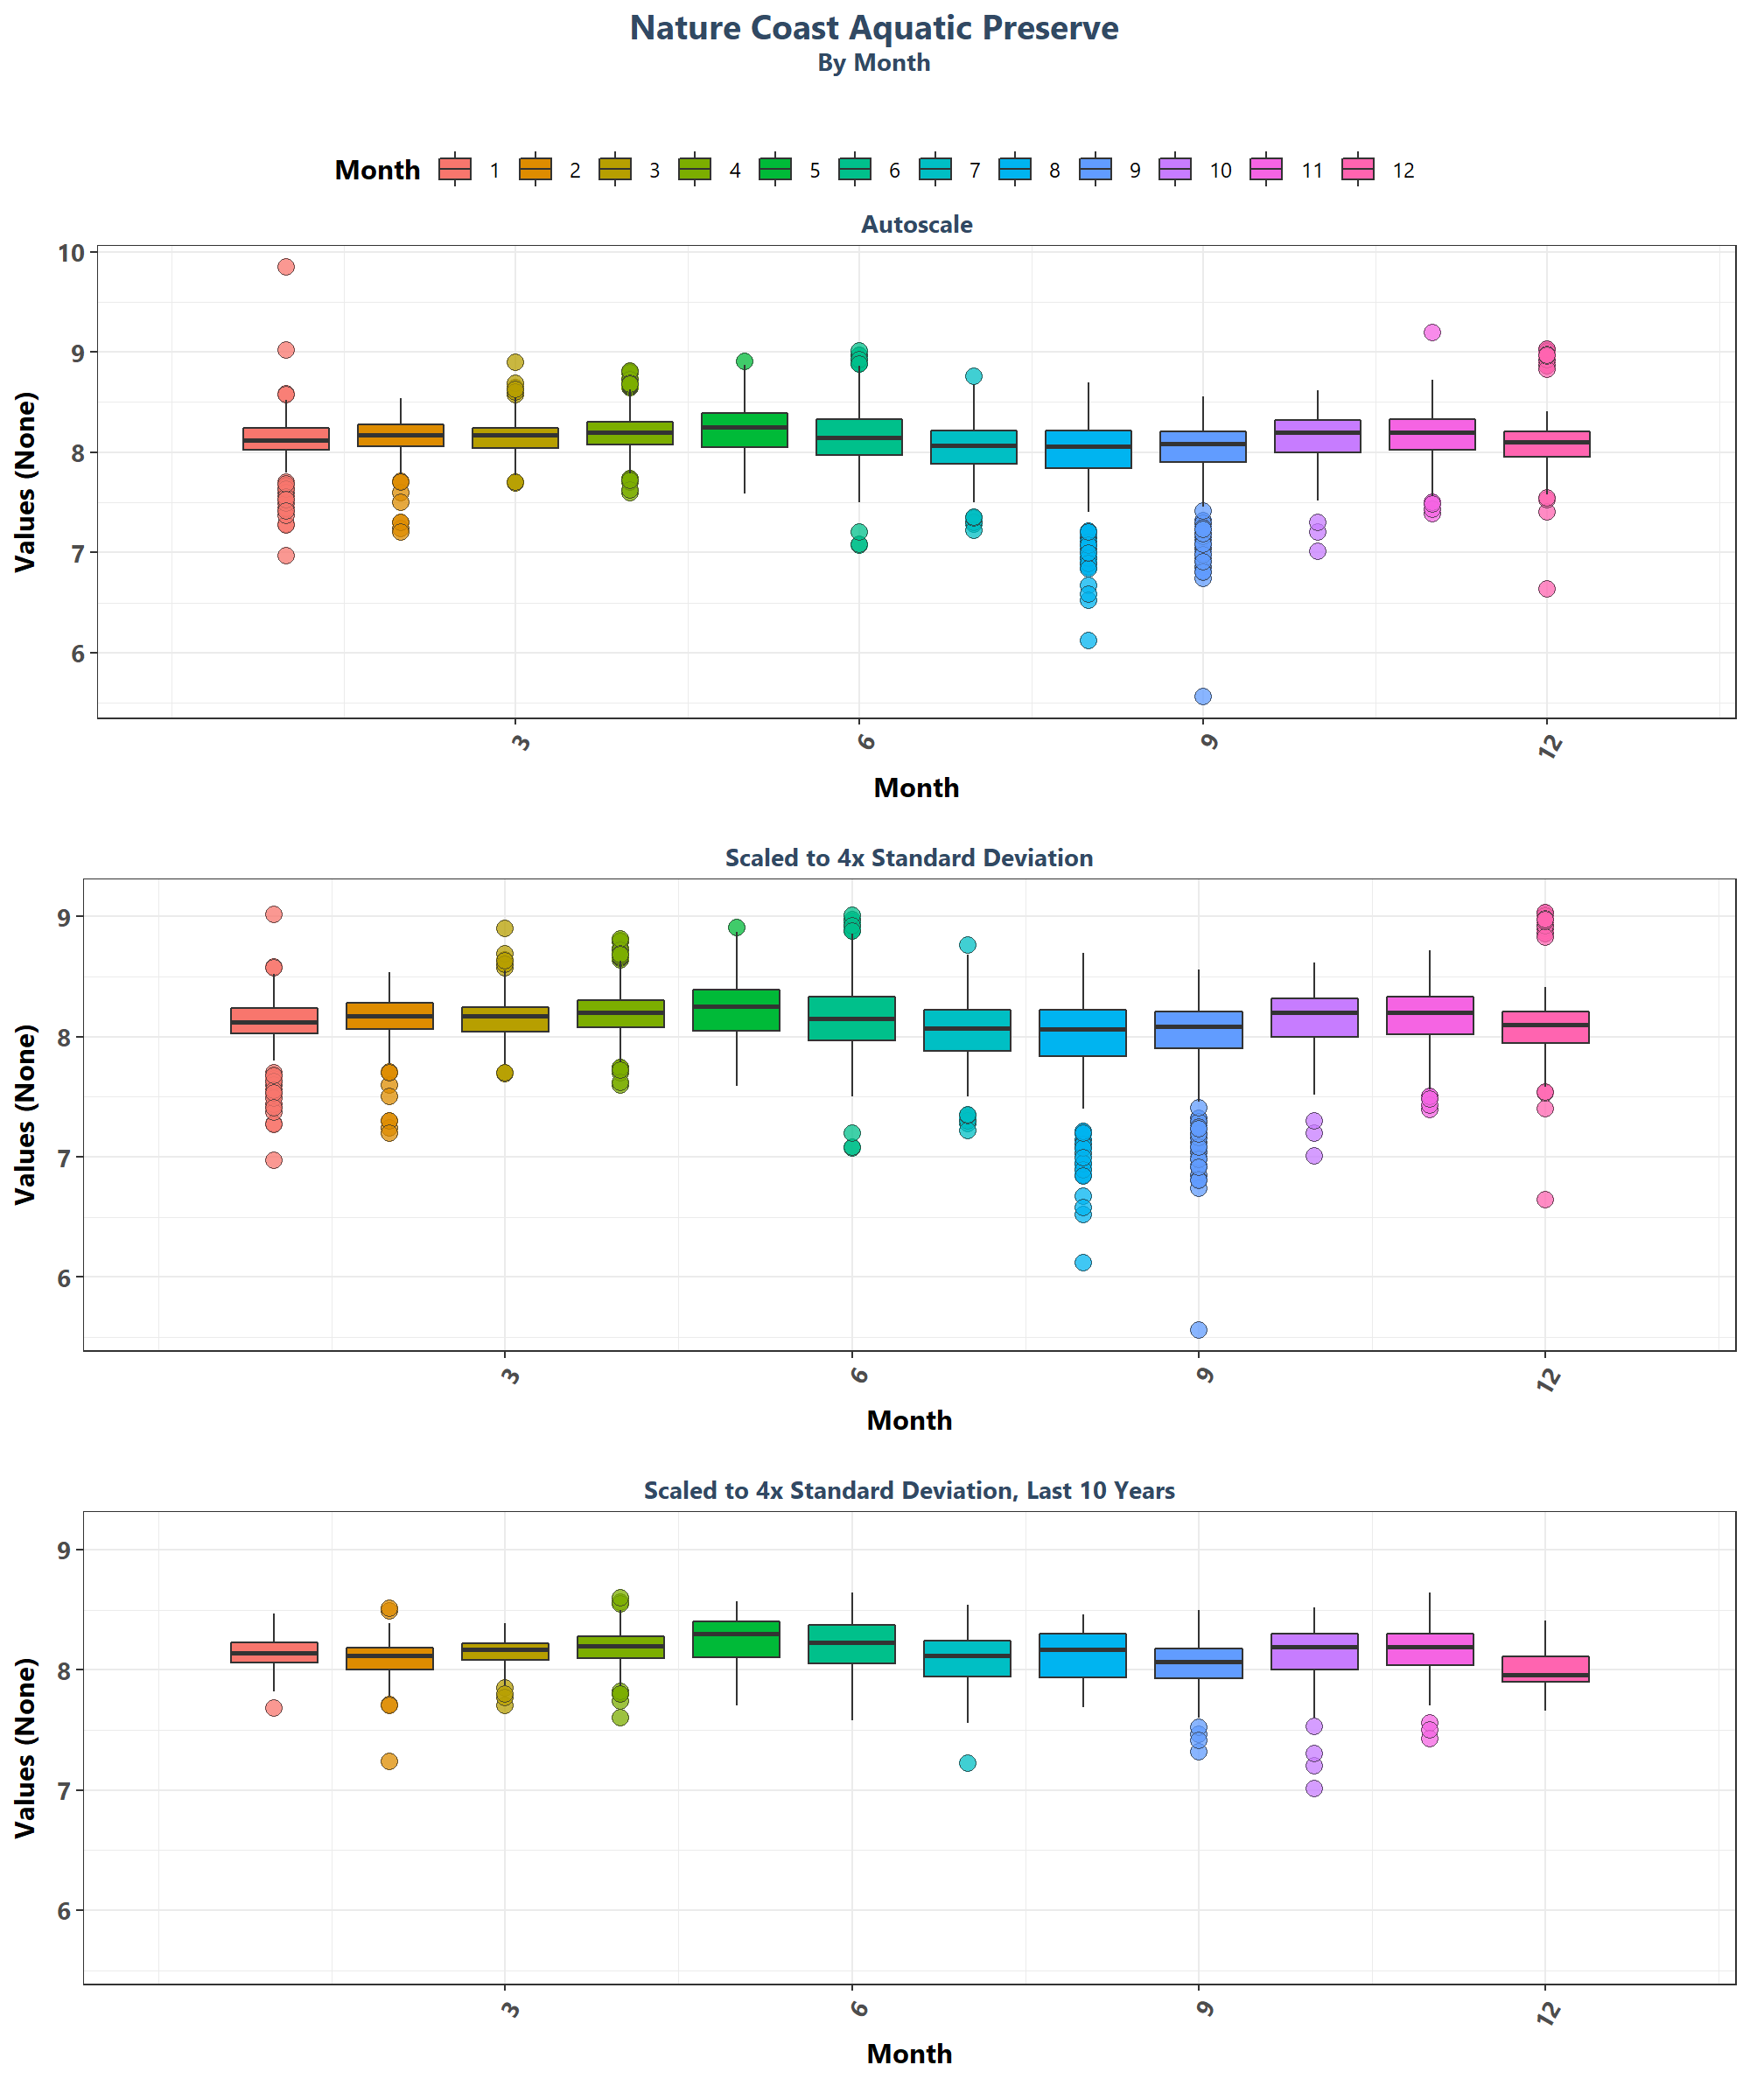 Nature Coast Aquatic Preserve
By Month
Month 1 2 3 4 5 6 7 8 9 10 11 12
Autoscale
Values (None)
10
9
8
7
6
3 6 9 12
Month
Scaled to 4x Standard Deviation
Values (None)
9
8
7
6
3 6 9 12
Month
Scaled to 4x Standard Deviation, Last 10 Years
Values (None)
9
8
7
6
3 6 9 12
Month